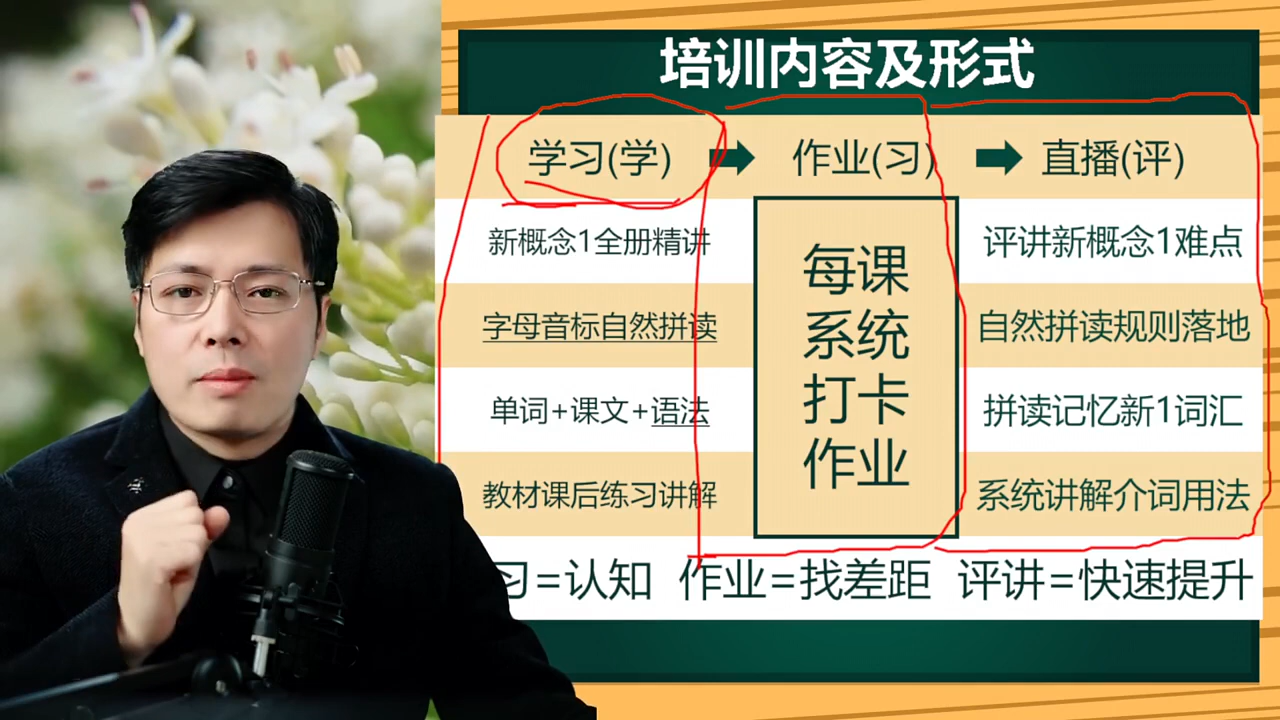 培训内容及形式
学习(学) 作业(习) 直播(评)
新概念1全册精讲
字母音标自然拼读
单词+课文+语法
教材课后练习讲解
每课
系统
打卡
作业
评讲新概念1难点
自然拼读规则落地
拼读记忆新1词汇
系统讲解介词用法
习=认知 作业=找差距 评讲=快速提升